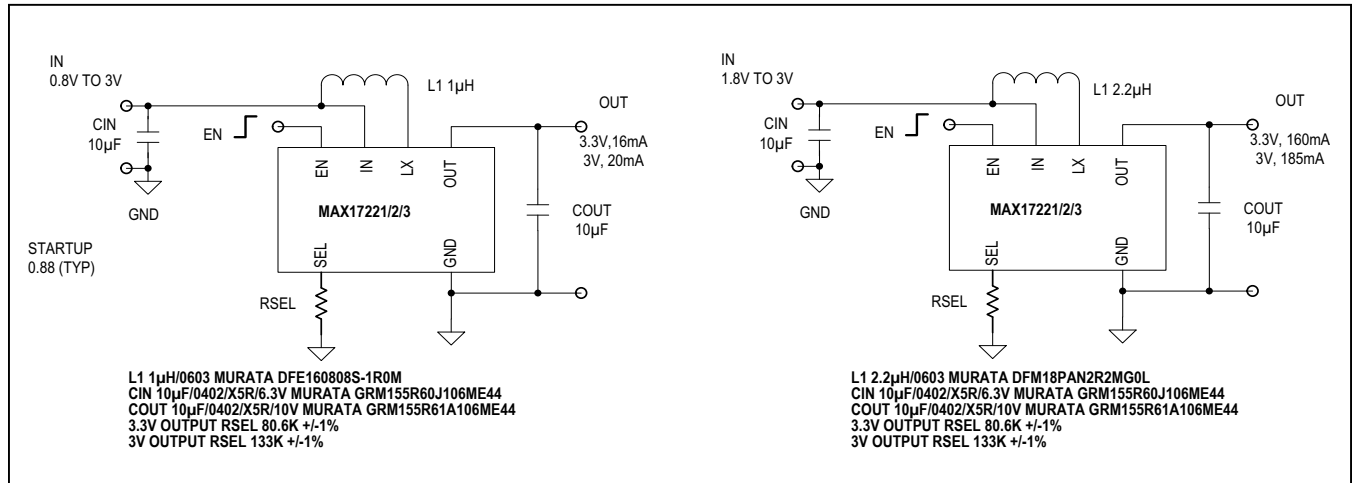 IN
0.8V TO 3V
L1 1µH
OUT
CIN
10µF
EN
3.3V,16mA
3V, 20mA
EN
IN
LX
OUT
MAX17221/2/3
COUT
10µF
GND
STARTUP
0.88 (TYP)
SEL
GND
RSEL
L1 1µH/0603 MURATA DFE160808S-1R0M
CIN 10µF/0402/X5R/6.3V MURATA GRM155R60J106ME44
COUT 10µF/0402/X5R/10V MURATA GRM155R61A106ME44
3.3V OUTPUT RSEL 80.6K +/-1%
3V OUTPUT RSEL 133K +/-1%
IN
1.8V TO 3V
L1 2.2µH
OUT
CIN
10µF
EN
3.3V, 160mA
3V, 185mA
EN
IN
LX
OUT
MAX17221/2/3
COUT
10µF
GND
SEL
GND
RSEL
L1 2.2µH/0603 MURATA DFM18PAN2R2MG0L
CIN 10µF/0402/X5R/6.3V MURATA GRM155R60J106ME44
COUT 10µF/0402/X5R/10V MURATA GRM155R61A106ME44
3.3V OUTPUT RSEL 80.6K +/-1%
3V OUTPUT RSEL 133K +/-1%